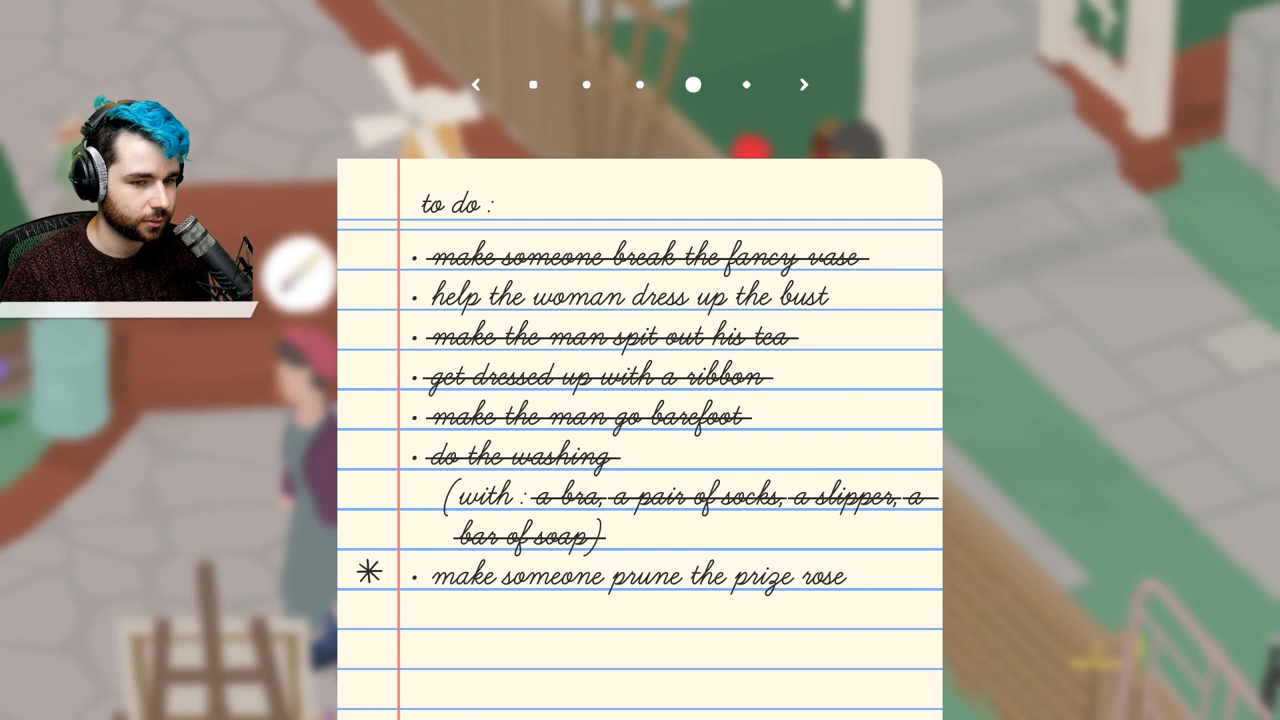 THANKS
to do :
• make someone break the fancy vase
• help the woman dress up the bust
• make the man spit out his tea
• get dressed up with a ribbon
• make the man go barefoot
• do the washing
(with : a bra, a pair of socks, a slipper, a
bar of soap)
• make someone prune the prize rose